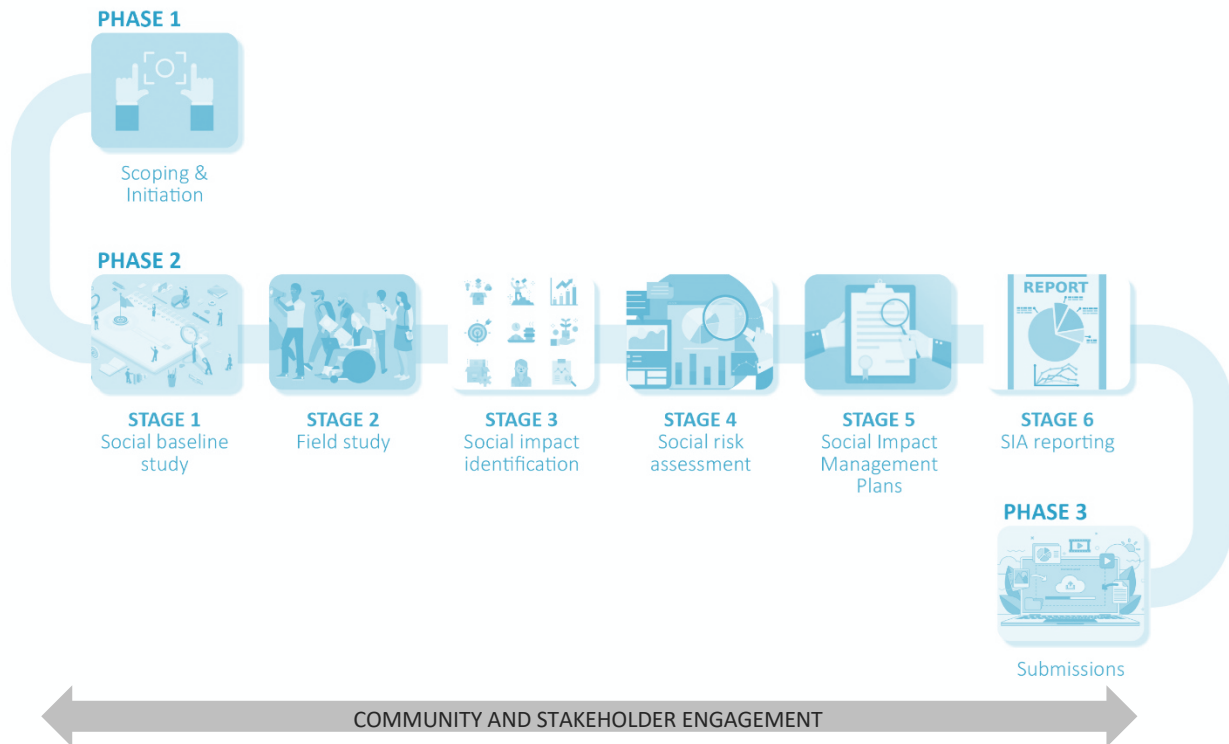 PHASE 1
Scoping &
Initiation
PHASE 2
REPORT
STAGE 1
Social baseline
study
STAGE 2
Field study
STAGE 3
Social impact
identification
STAGE 4
Social risk
assessment
STAGE 5
Social Impact
Management
Plans
STAGE 6
SIA reporting
PHASE 3
Submissions
COMMUNITY AND STAKEHOLDER ENGAGEMENT